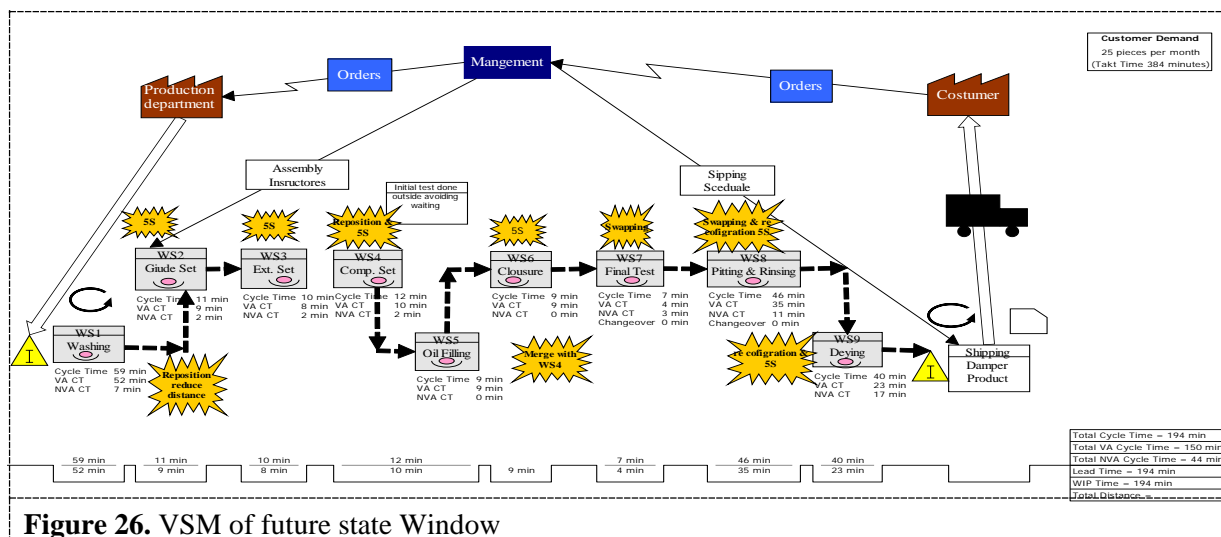 Customer Demand
25 pieces per month
(Takt Time 384 minutes)
Mangement
Orders
Orders
Production
department
Costumer
Assembly
Insructores
Sipping
Sceduale
Initial test done
outside avoiding
waiting
5S
5S
Reposition &
5S
5S
Swapping
Swapping & re
cofigration 5S
WS2
Giude Set
Cycle Time 11 min
VA CT 9 min
NVA CT 2 min
WS3
Ext. Set
Cycle Time 10 min
VA CT 8 min
NVA CT 2 min
WS4
Comp. Set
Cycle Time 12 min
VA CT 10 min
NVA CT 2 min
WS6
Clousure
Cycle Time 9 min
VA CT 9 min
NVA CT 0 min
WS7
Final Test
Cycle Time 7 min
VA CT 4 min
NVA CT 3 min
Changeover 0 min
WS8
Pitting & Rinsing
Cycle Time 46 min
VA CT 35 min
NVA CT 11 min
Changeover 0 min
I
WS1
Washing
Cycle Time 59 min
VA CT 52 min
NVA CT 7 min
Reposition
reduce
distance
WS5
Oil Filling
Cycle Time 9 min
VA CT 9 min
NVA CT 0 min
Merge with
WS4
re cofigration &
5S
WS9
Deying
Cycle Time 40 min
VA CT 23 min
NVA CT 17 min
I
Shipping
Damper
Product
59 min
52 min
11 min
9 min
10 min
8 min
12 min
10 min
9 min
7 min
4 min
46 min
35 min
40 min
23 min
Total Cycle Time = 194 min
Total VA Cycle Time = 150 min
Total NVA Cycle Time = 44 min
Lead Time = 194 min
WIP Time = 194 min
Total Distance =
Figure 26. VSM of future state Window